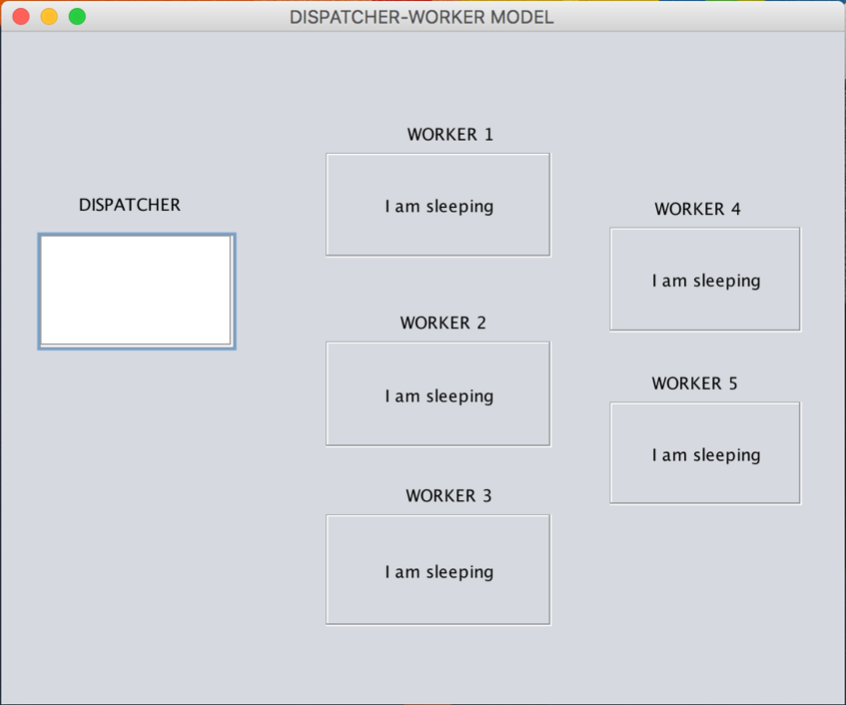 DISPATCHER-WORKER MODEL
DISPATCHER
WORKER 1
I am sleeping
WORKER 2
I am sleeping
WORKER 3
I am sleeping
WORKER 4
I am sleeping
WORKER 5
I am sleeping